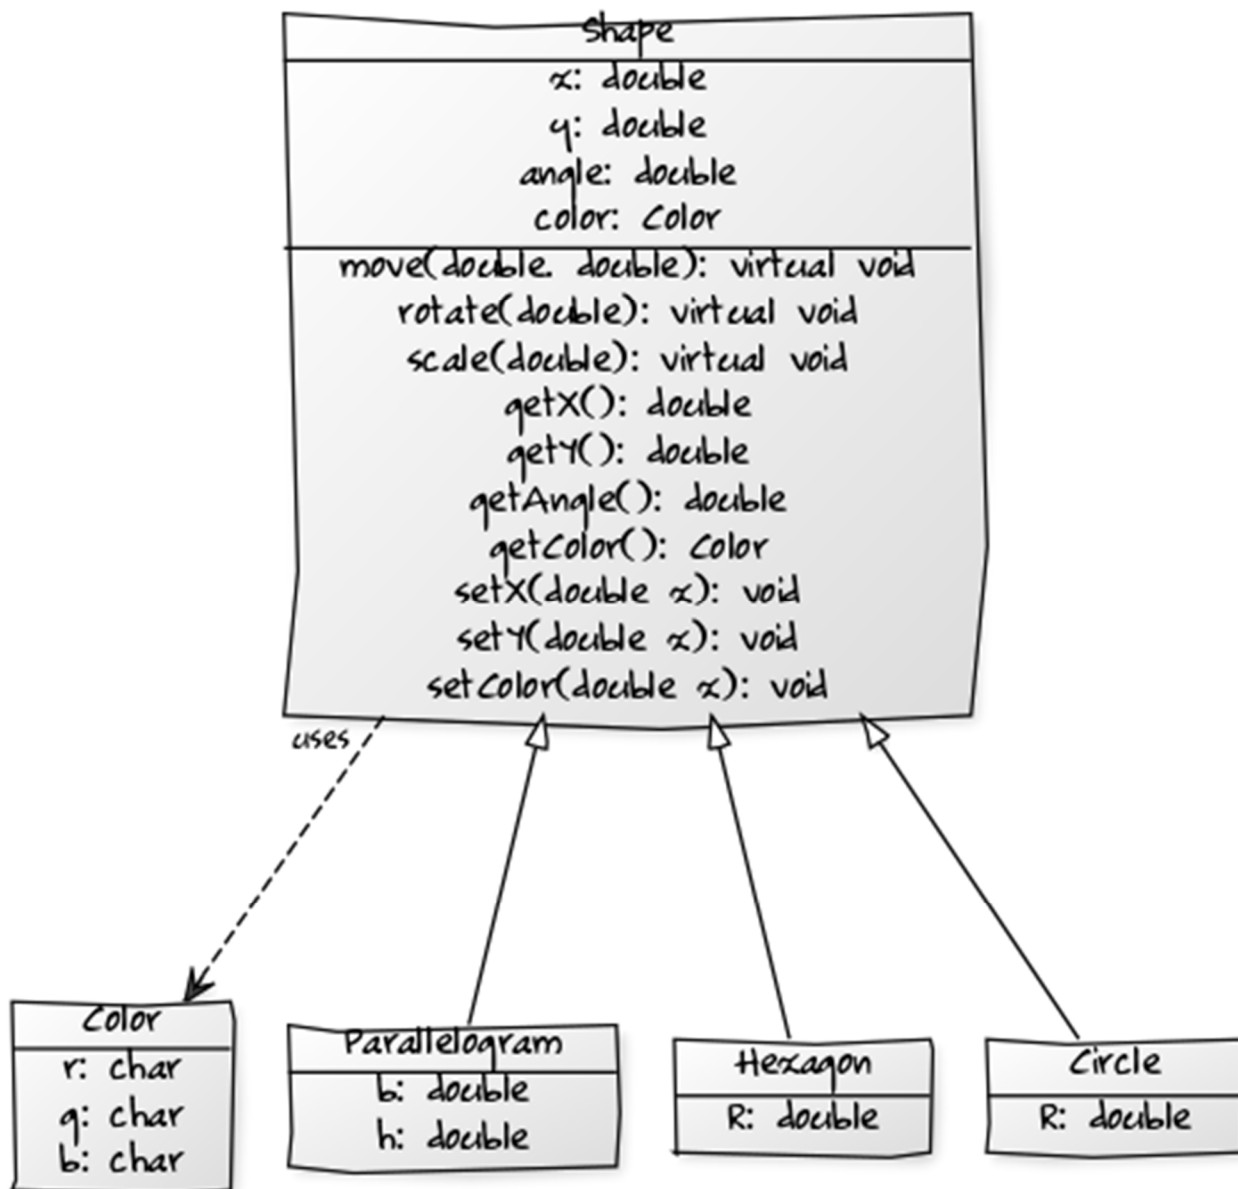 Shape
x: double
y: double
angle: double
color: Color
move(double. double): virtual void
rotate(double): virtual void
scale(double): virtual void
getX(): double
getY(): double
getAngle(): double
getColor(): Color
setX(double x): void
setY(double x): void
setColor(double x): void
uses
Color
r: char
g: char
b: char
Parallelogram
b: double
h: double
Hexagon
R: double
Circle
R: double